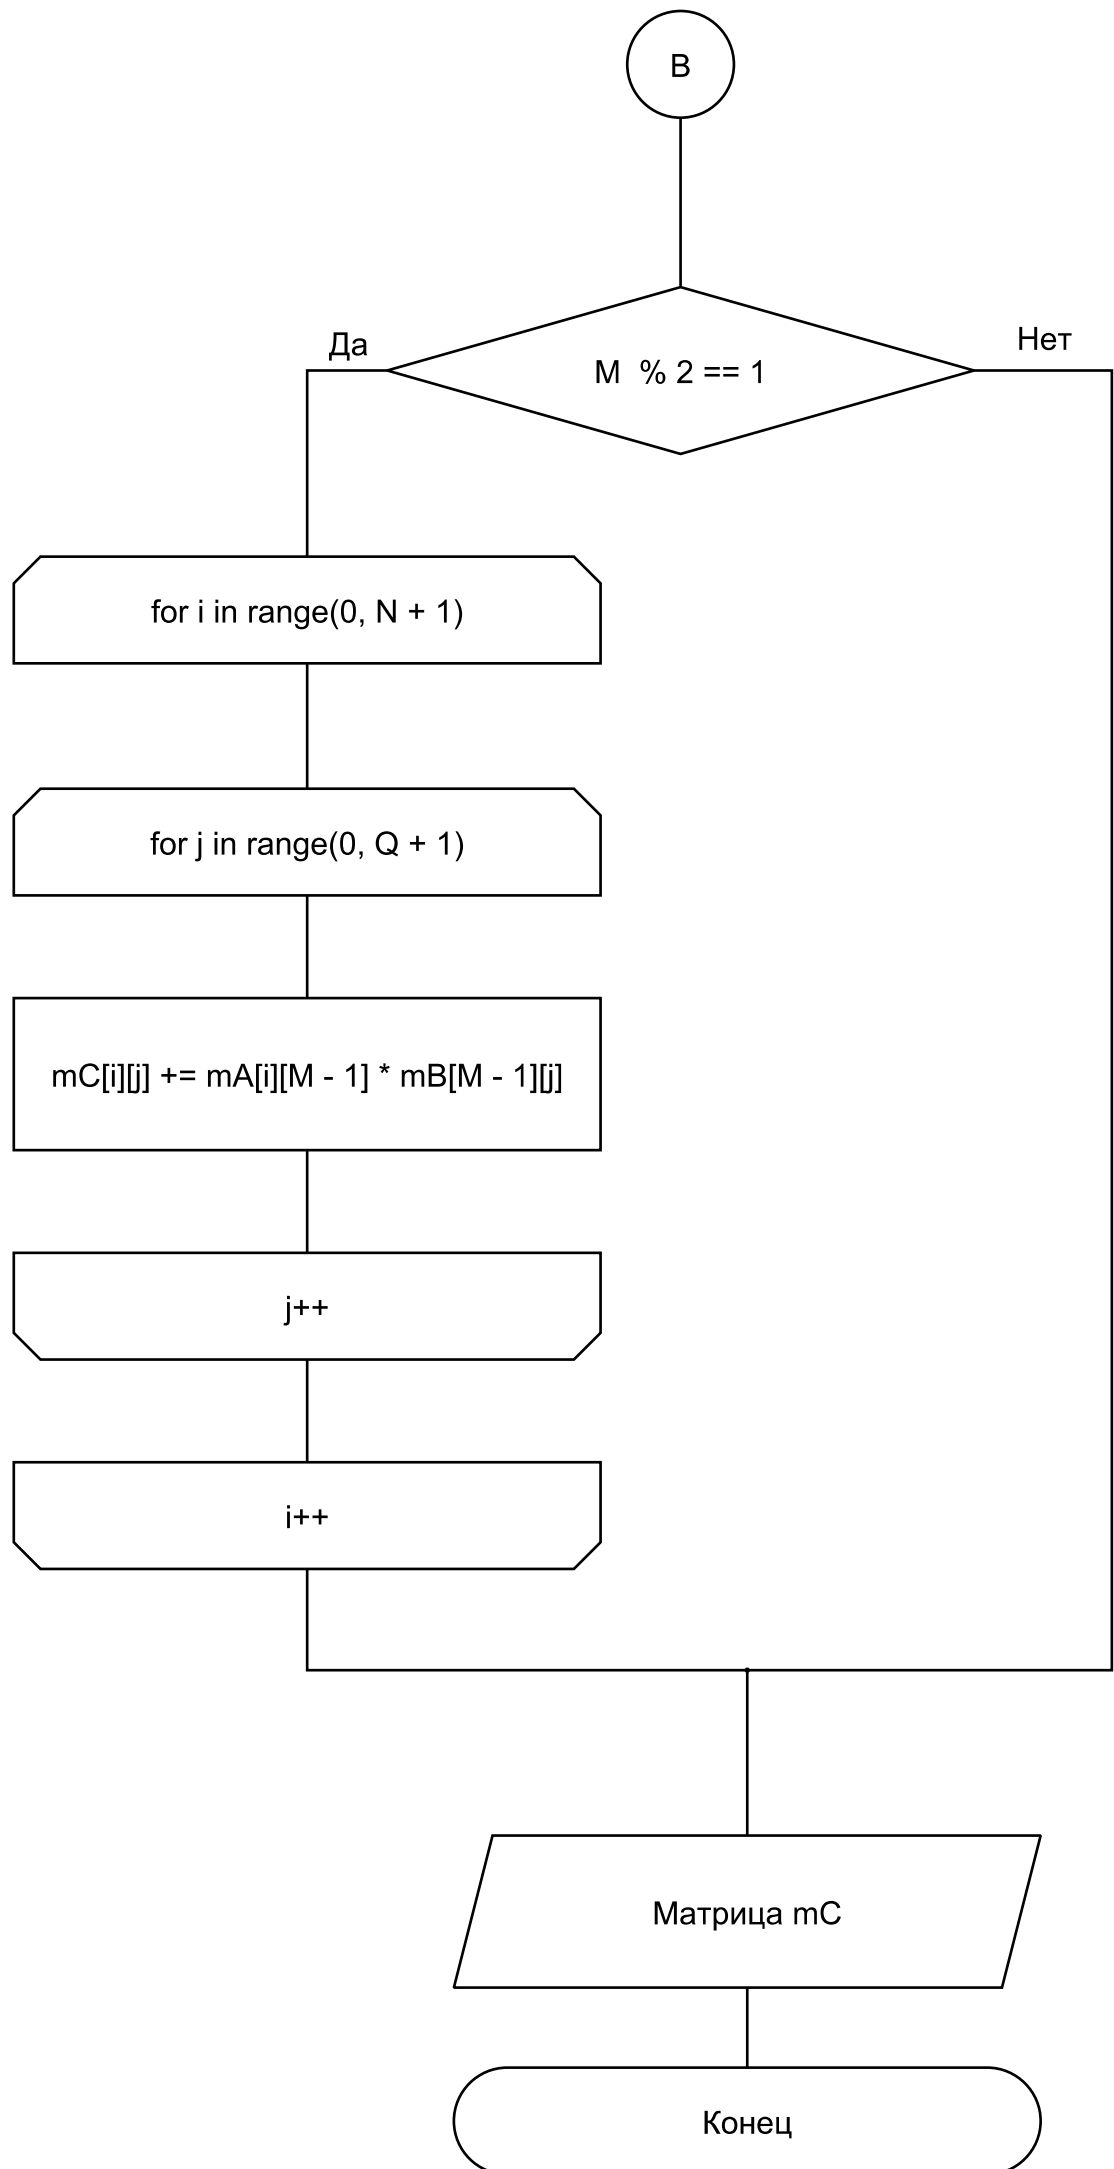 B
Да
Нет
M % 2 == 1
for i in range(0, N + 1)
for j in range(0, Q + 1)
mC[i][j] += mA[i][M - 1] * mB[M - 1][j]
j++
i++
Матрица mC
Конец